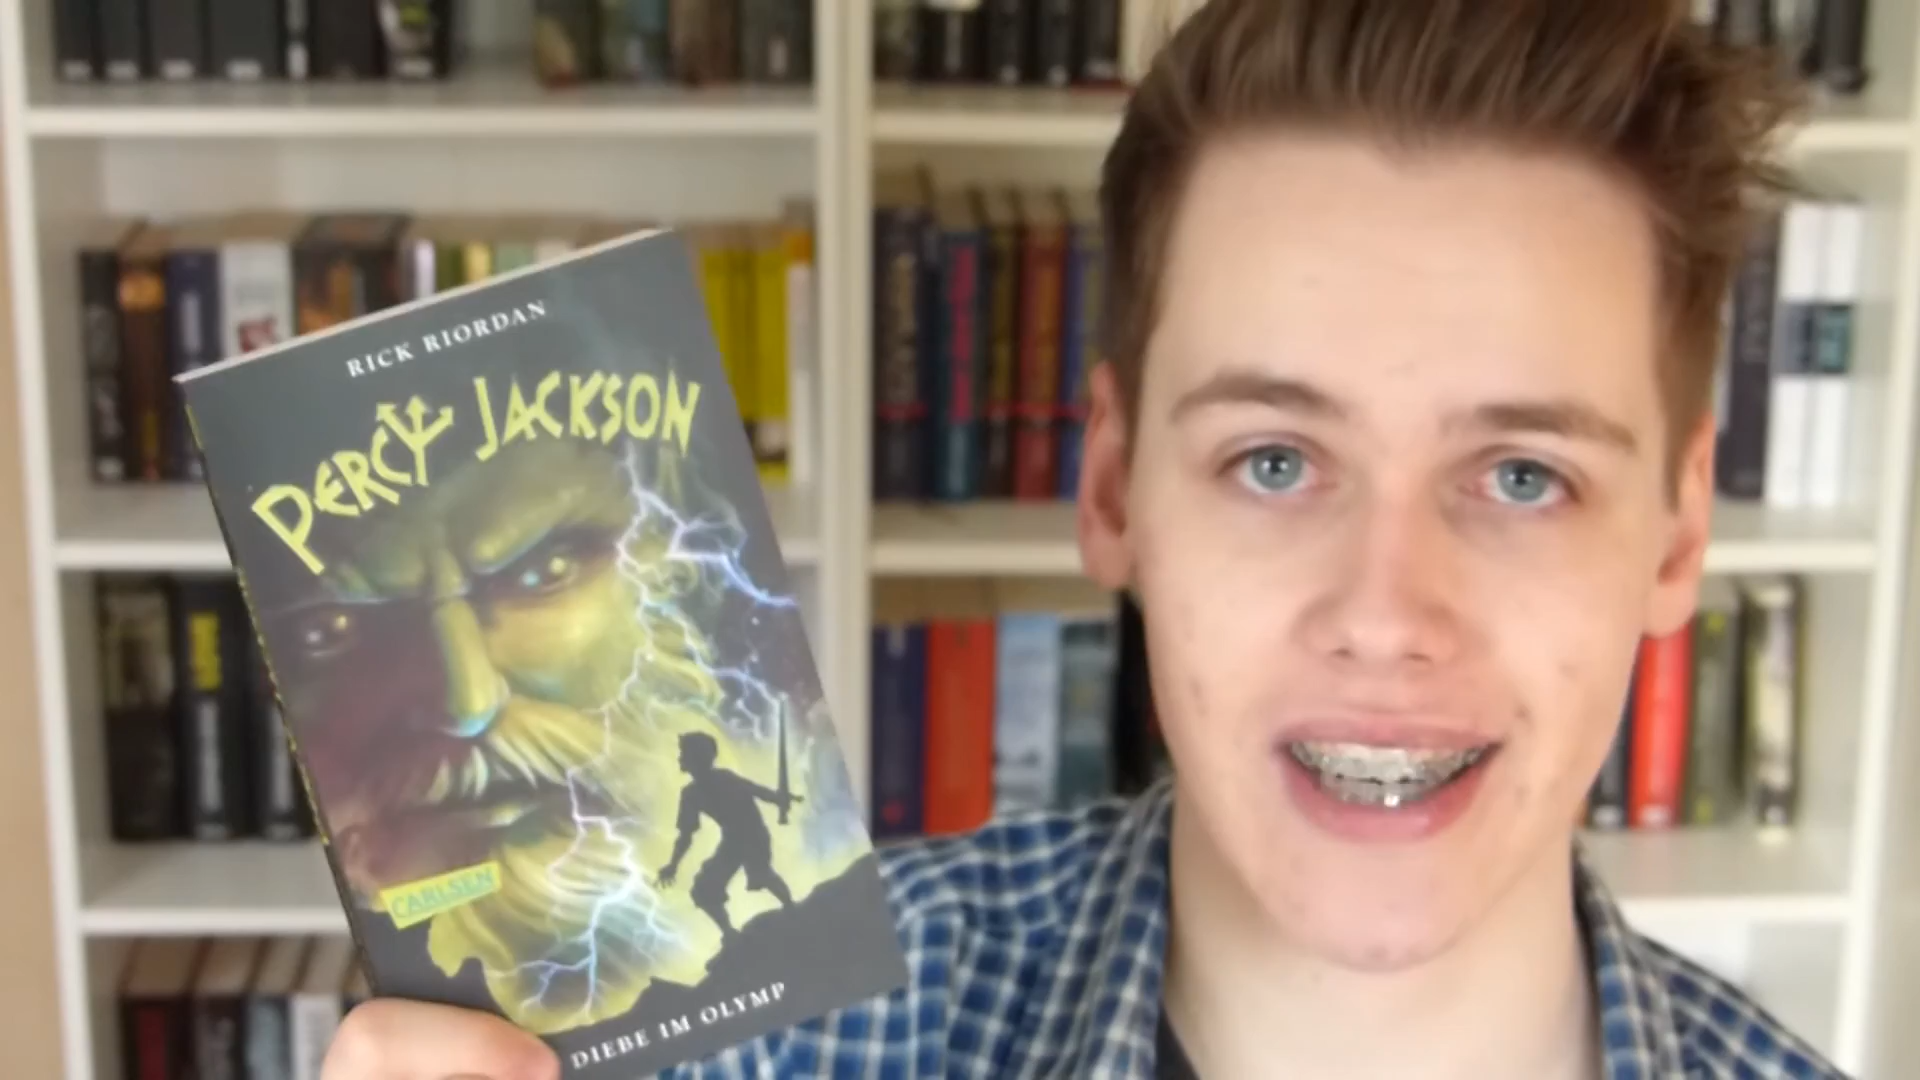 RICK RIORDAN
PERCY JACKSON
CARLSEN
DIEBE IM OLYMP